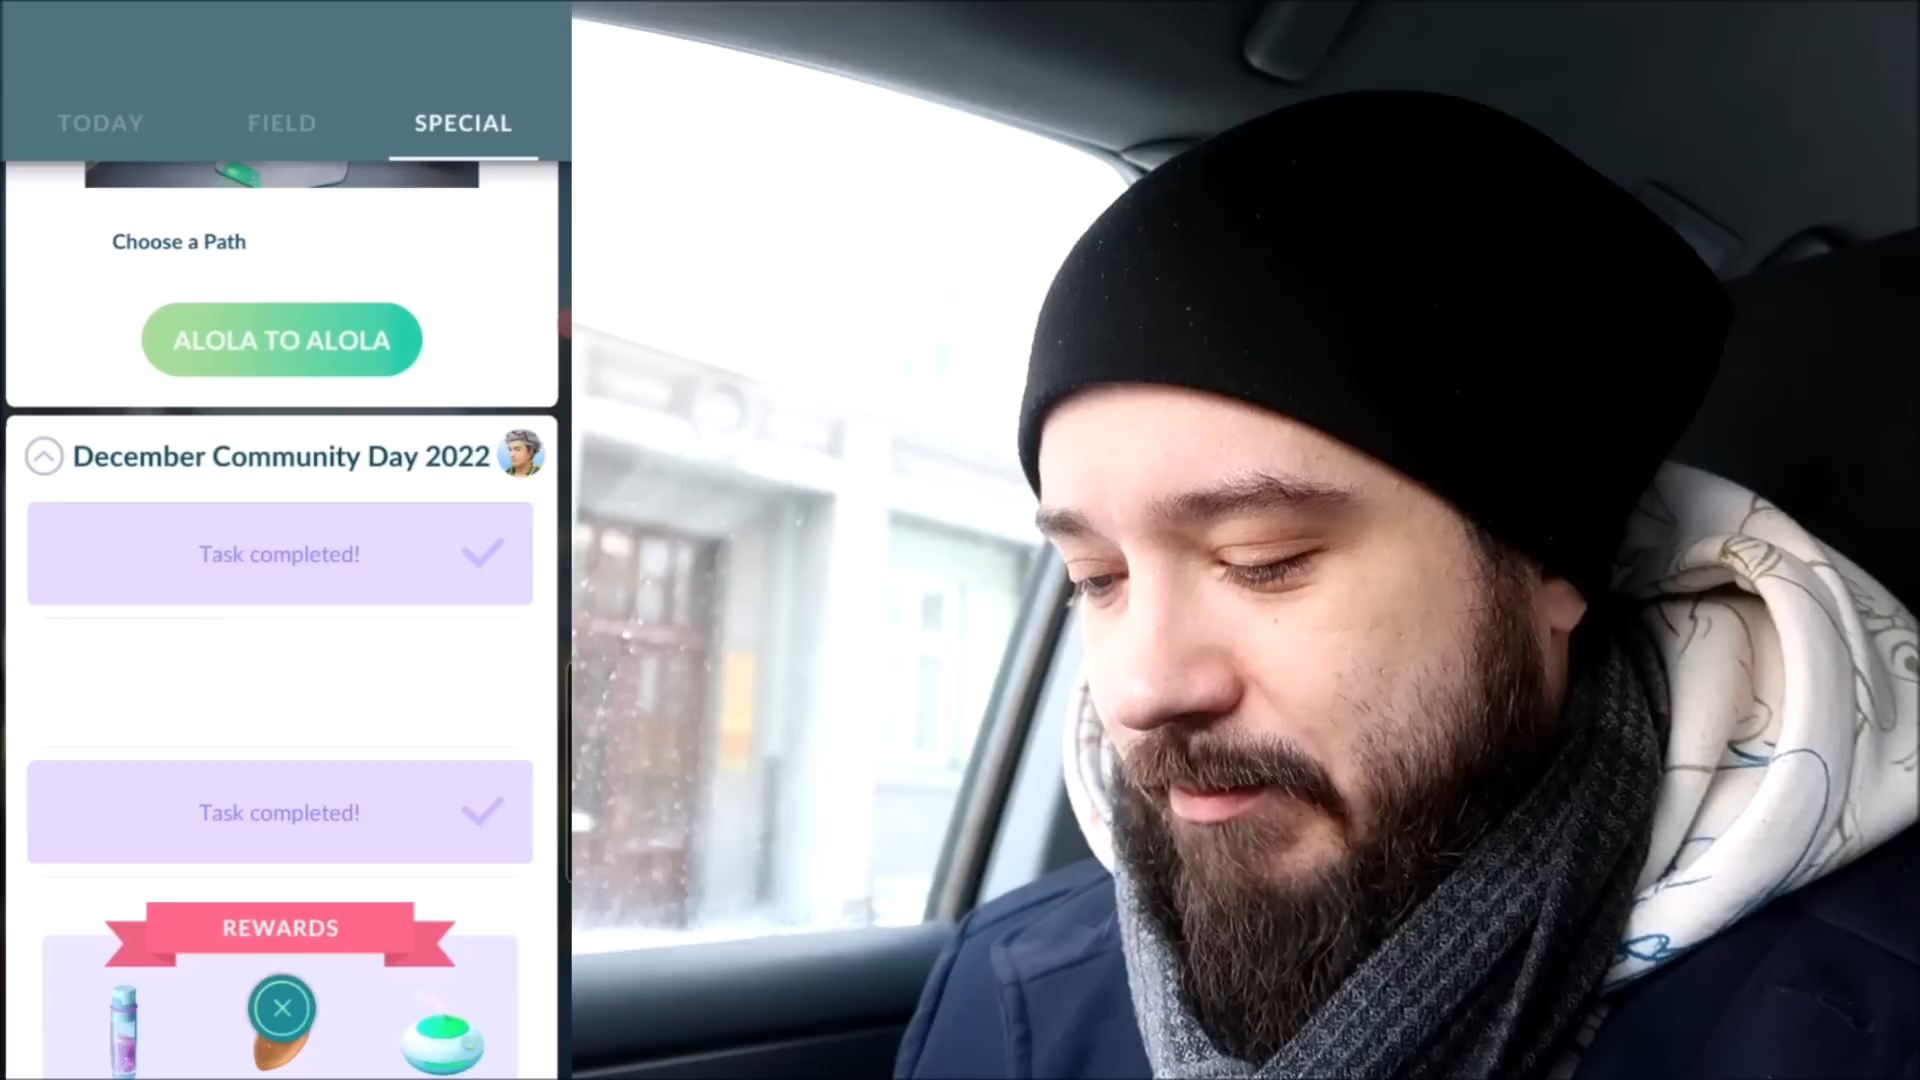 TODAY FIELD SPECIAL
Choose a Path
ALOLA TO ALOLA
December Community Day 2022
Task completed!
Task completed!
REWARDS